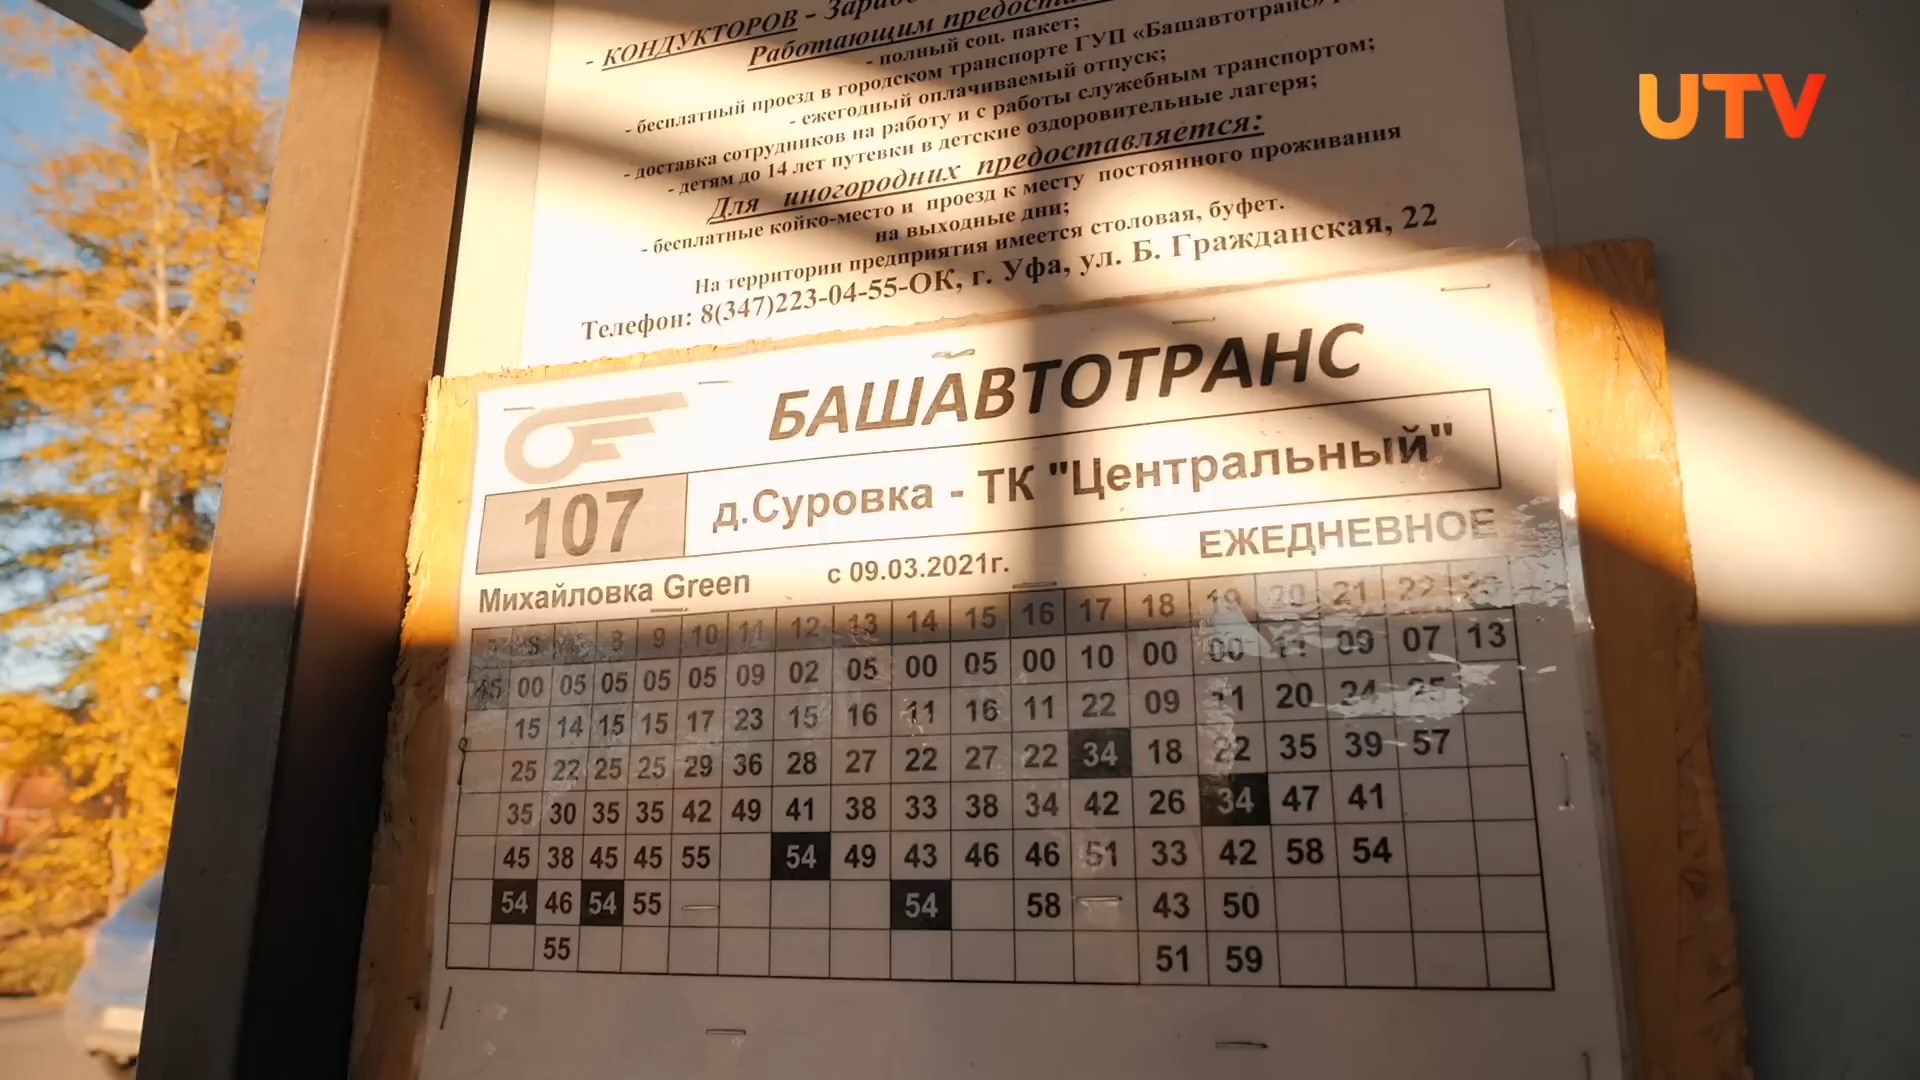 - КОНДУКТОРОВ -
Работающим
- полный соц. пакет;
- бесплатный проезд в городском транспорте ГУП «Башавтотранс»
- ежегодный оплачиваемый отпуск;
- доставка сотрудников на работу и с работы служебным транспортом;
- детям до 14 лет путевки в детские оздоровительные лагеря;
Для иногородних предоставляется:
- бесплатные койко-место и проезд к месту постоянного проживания
на выходные дни;
На территории предприятия имеется столовая, буфет.
Телефон: 8(347)223-04-55-ОК, г. Уфа, ул. Б. Гражданская, 22
UTV
БАШАВТОТРАНС
107 д.Суровка - ТК "Центральный"
Михайловка Green с 09.03.2021г. ЕЖЕДНЕВНОЕ
8 9 10 11 12 13 14 15 16 17 18 19 20 21 22
45 00 05 05 05 05 09 02 05 00 05 00 10 00 00 11 09 07 13
15 14 15 15 17 23 15 16 11 16 11 22 09 11 20 24 25
25 22 25 25 29 36 28 27 22 27 22 34 18 22 35 39 57
35 30 35 35 42 49 41 38 33 38 34 42 26 34 47 41
45 38 45 45 55 54 49 43 46 46 51 33 42 58 54
54 46 54 55 54 58 43 50
55 51 59